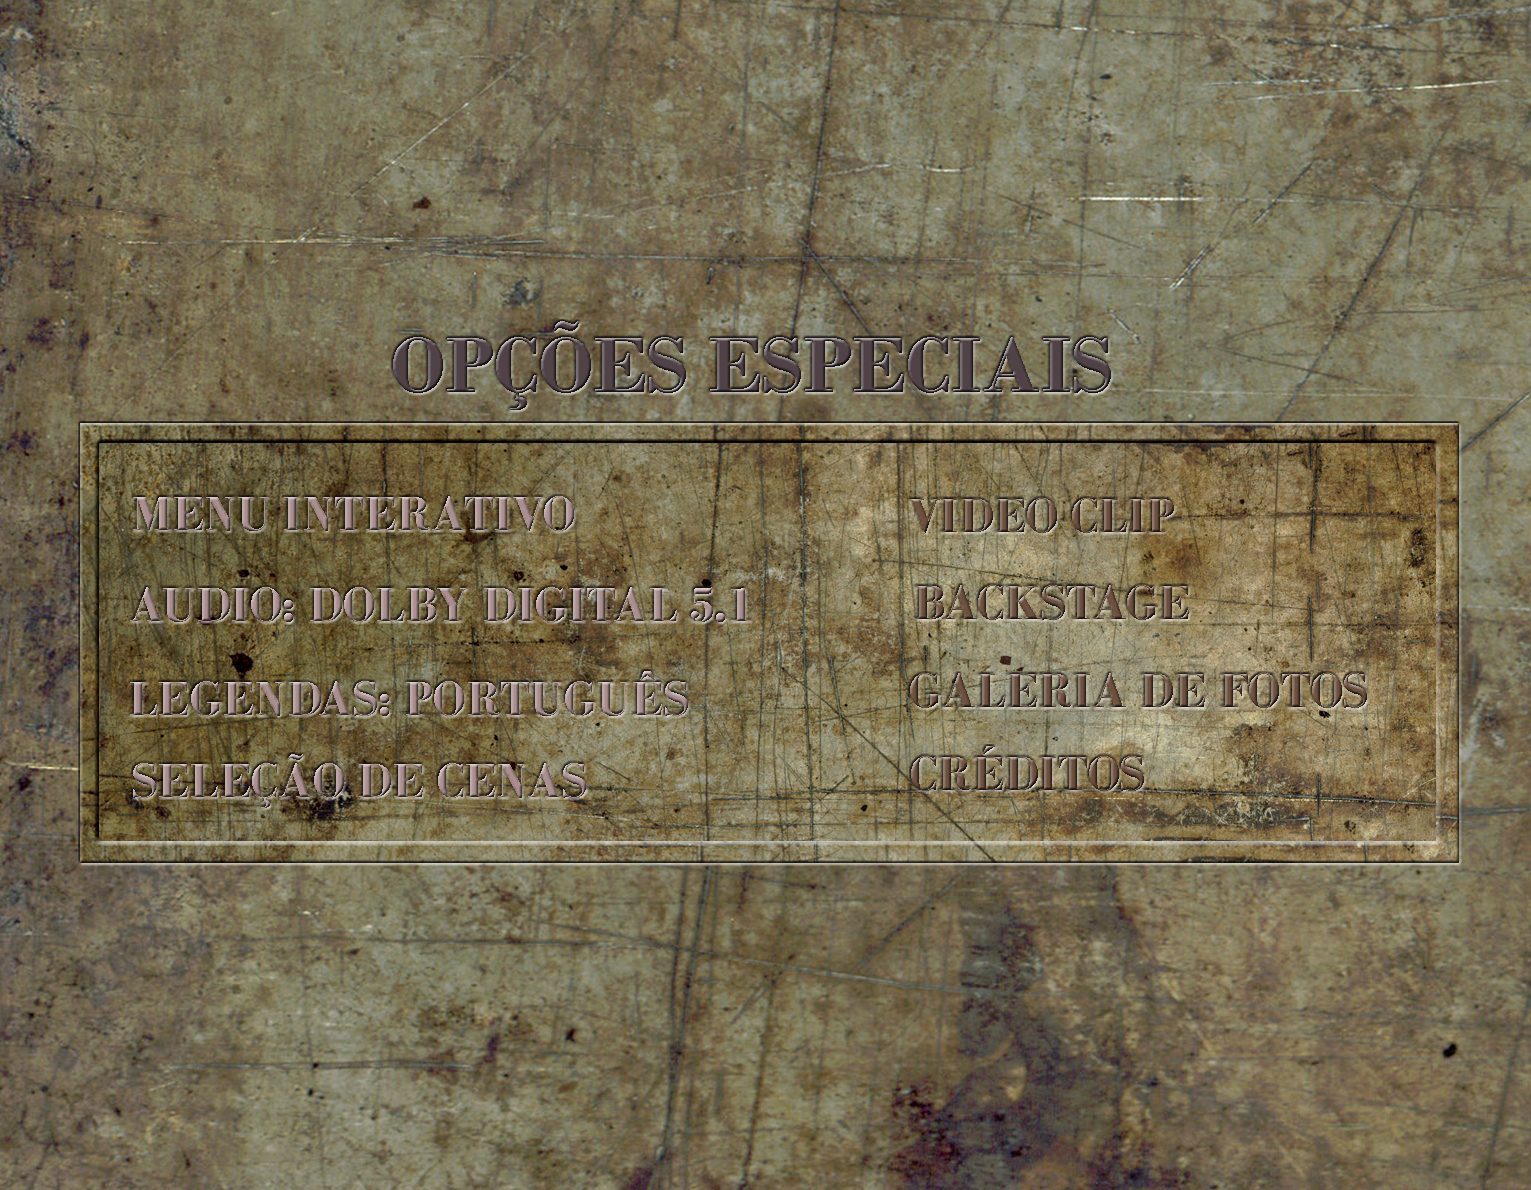 OPÇÕES ESPECIAIS
MENU INTERATIVO
AUDIO: DOLBY DIGITAL 5.1
LEGENDAS: PORTUGUÊS
SELEÇÃO DE CENAS
VIDEO CLIP
BACKSTAGE
GALERIA DE FOTOS
CRÉDITOS